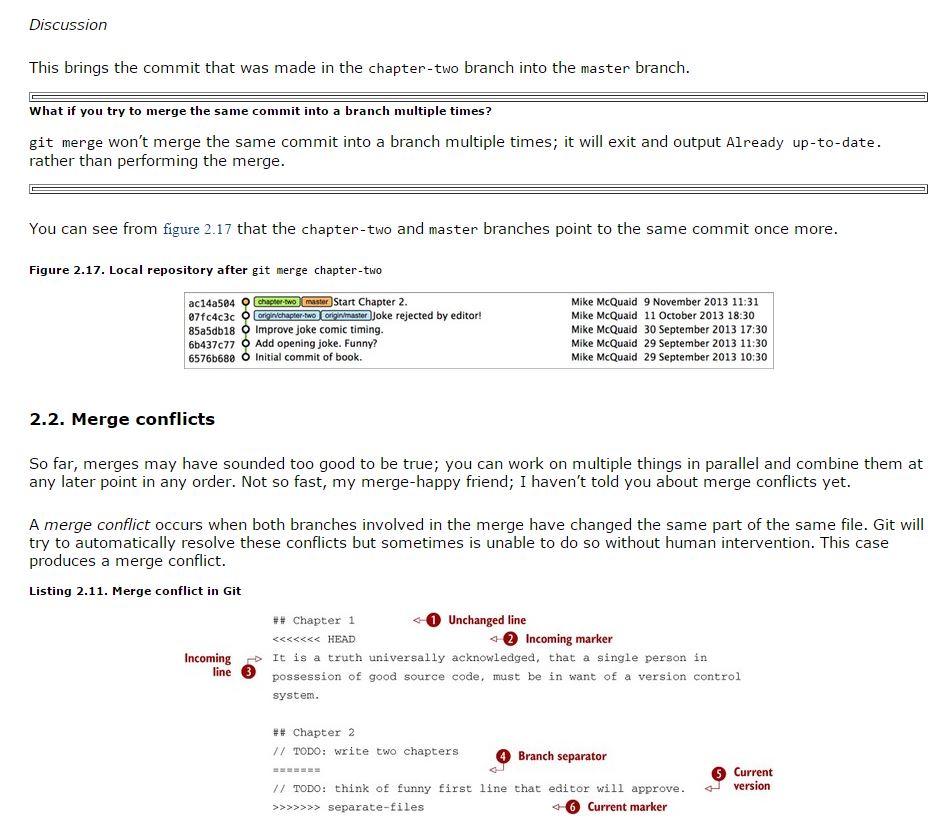 Discussion
This brings the commit that was made in the chapter-two branch into the master branch.
What if you try to merge the same commit into a branch multiple times?
git merge won’t merge the same commit into a branch multiple times; it will exit and output Already up-to-date.
rather than performing the merge.
You can see from figure 2.17 that the chapter-two and master branches point to the same commit once more.
Figure 2.17. Local repository after git merge chapter-two
ac14a504 chapter-two master Start Chapter 2. Mike McQuaid 9 November 2013 11:31
07fc4c3c origin/chapter-two origin/master Joke rejected by editor! Mike McQuaid 11 October 2013 18:30
85a5db18 Improve joke comic timing. Mike McQuaid 30 September 2013 17:30
6b437c77 Add opening joke. Funny? Mike McQuaid 29 September 2013 11:30
6576b680 Initial commit of book. Mike McQuaid 29 September 2013 10:30
2.2. Merge conflicts
So far, merges may have sounded too good to be true; you can work on multiple things in parallel and combine them at
any later point in any order. Not so fast, my merge-happy friend; I haven’t told you about merge conflicts yet.
A merge conflict occurs when both branches involved in the merge have changed the same part of the same file. Git will
try to automatically resolve these conflicts but sometimes is unable to do so without human intervention. This case
produces a merge conflict.
Listing 2.11. Merge conflict in Git
## Chapter 1 1 Unchanged line
<<<<<<< HEAD 2 Incoming marker
Incoming line 3 It is a truth universally acknowledged, that a single person in
possession of good source code, must be in want of a version control
system.
## Chapter 2
// TODO: write two chapters 4 Branch separator
=======
// TODO: think of funny first line that editor will approve. 5 Current version
>>>>>>> separate-files 6 Current marker